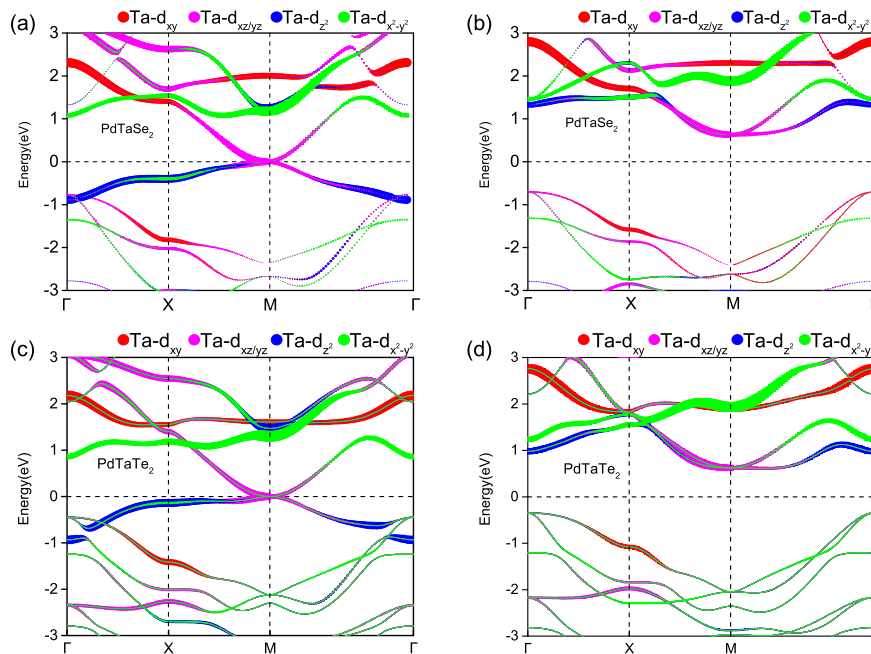 (a) Ta-dxy Ta-dxz/yz Ta-dz² Ta-dx²-y²
3
2
1
0
-1
-2
-3
Energy(eV)
PdTaSe2
Γ X M Γ
(b) Ta-dxy Ta-dxz/yz Ta-dz² Ta-dx²-y²
3
2
1
0
-1
-2
-3
Energy(eV)
PdTaSe2
Γ X M
(c) Ta-dxy Ta-dxz/yz Ta-dz² Ta-dx²-y²
3
2
1
0
-1
-2
-3
Energy(eV)
PdTaTe2
Γ X M Γ
(d) Ta-dxy Ta-dxz/yz Ta-dz² Ta-dx²-y
3
2
1
0
-1
-2
-3
Energy(eV)
PdTaTe2
Γ X M